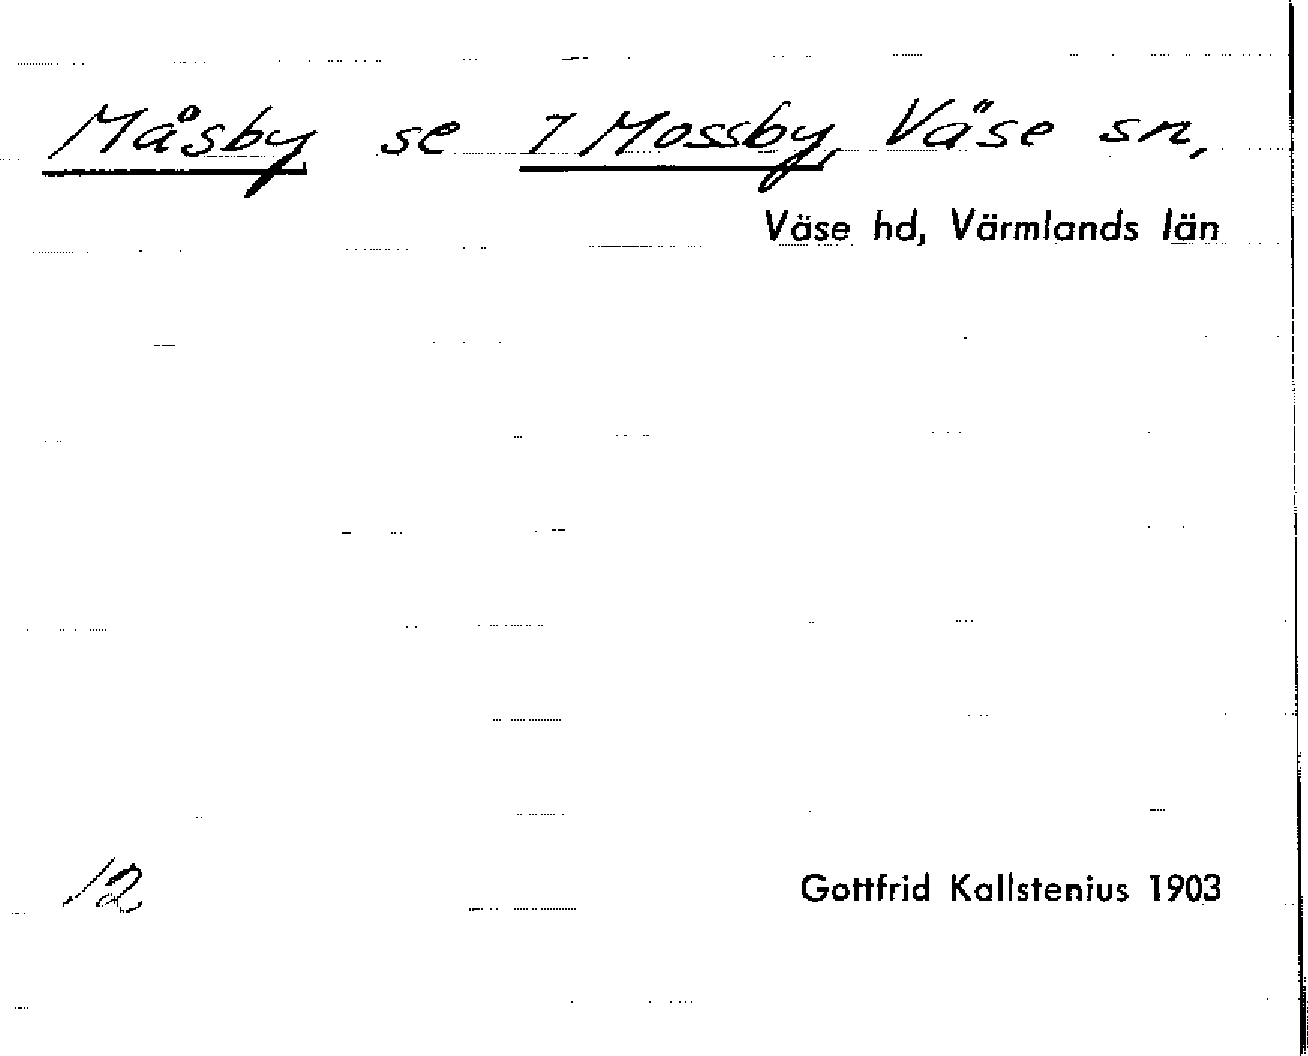 Måsby se 7 Mossby, Väse sn,
Väse hd, Värmlands län
12
Gottfrid Kallstenius 1903